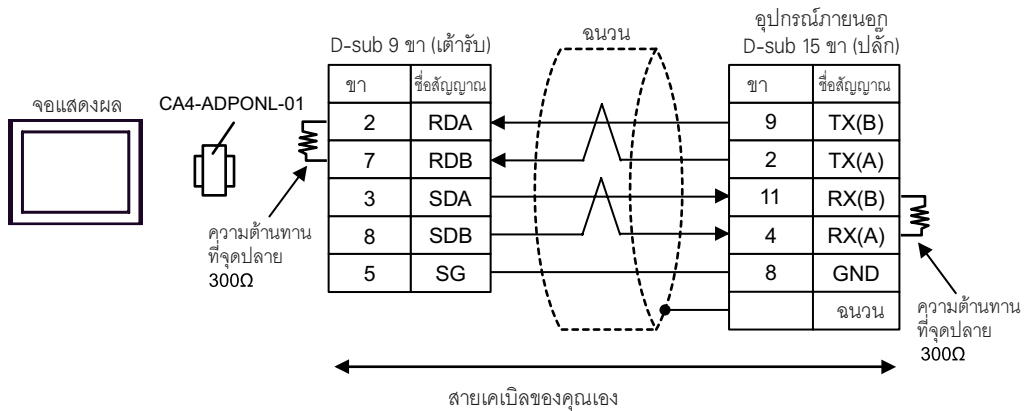 จอแสดงผล
CA4-ADPONL-01
D-sub 9 ขา (เต้ารับ)
ขา ชื่อสัญญาณ
2 RDA
7 RDB
3 SDA
8 SDB
5 SG
ความต้านทาน
ที่จุดปลาย
300Ω
ฉนวน
อุปกรณ์ภายนอก
D-sub 15 ขา (ปลั๊ก)
ขา ชื่อสัญญาณ
9 TX(B)
2 TX(A)
11 RX(B)
4 RX(A)
8 GND
ฉนวน
ความต้านทาน
ที่จุดปลาย
300Ω
สายเคเบิลของคุณเอง